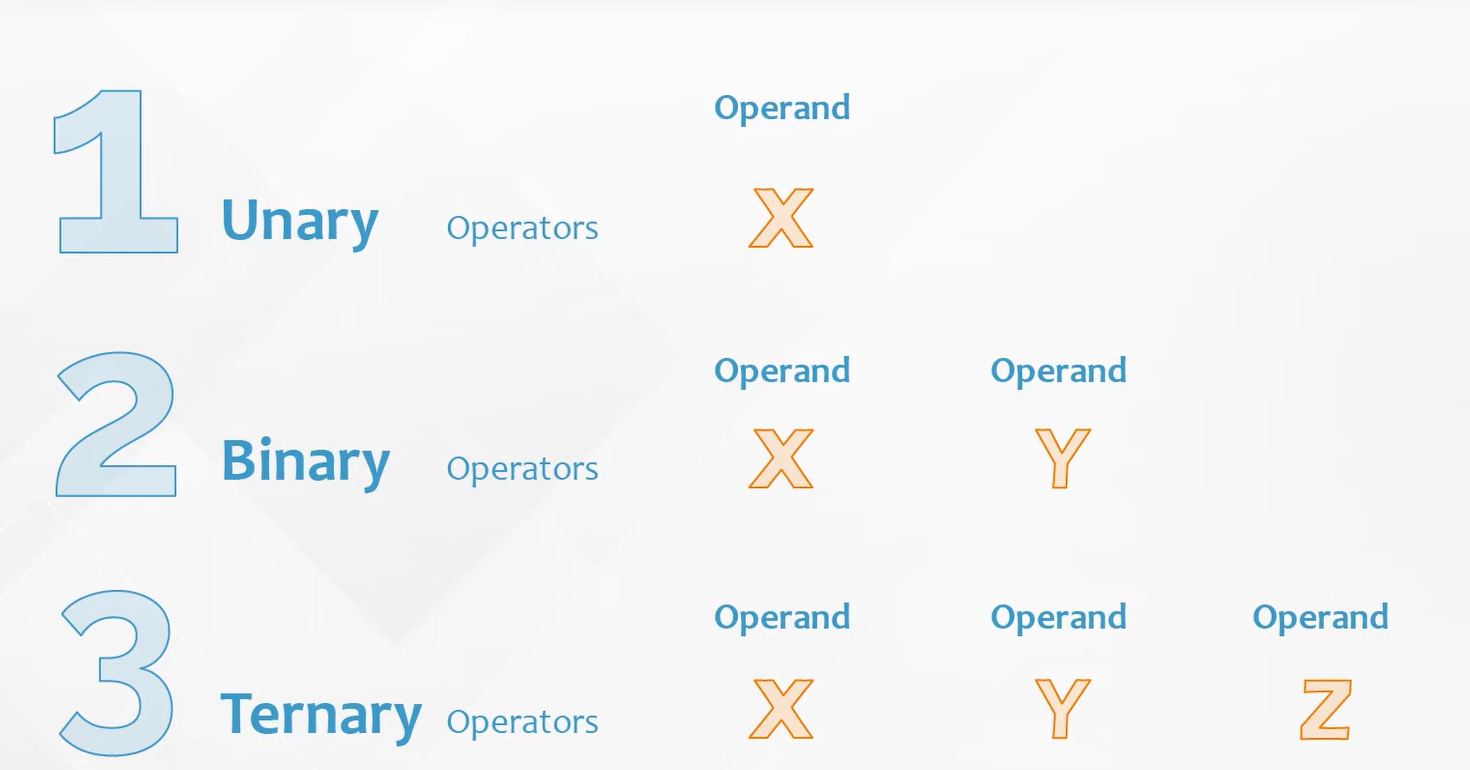 Operand
1 Unary Operators X
Operand Operand
2 Binary Operators X Y
Operand Operand Operand
3 Ternary Operators X Y Z